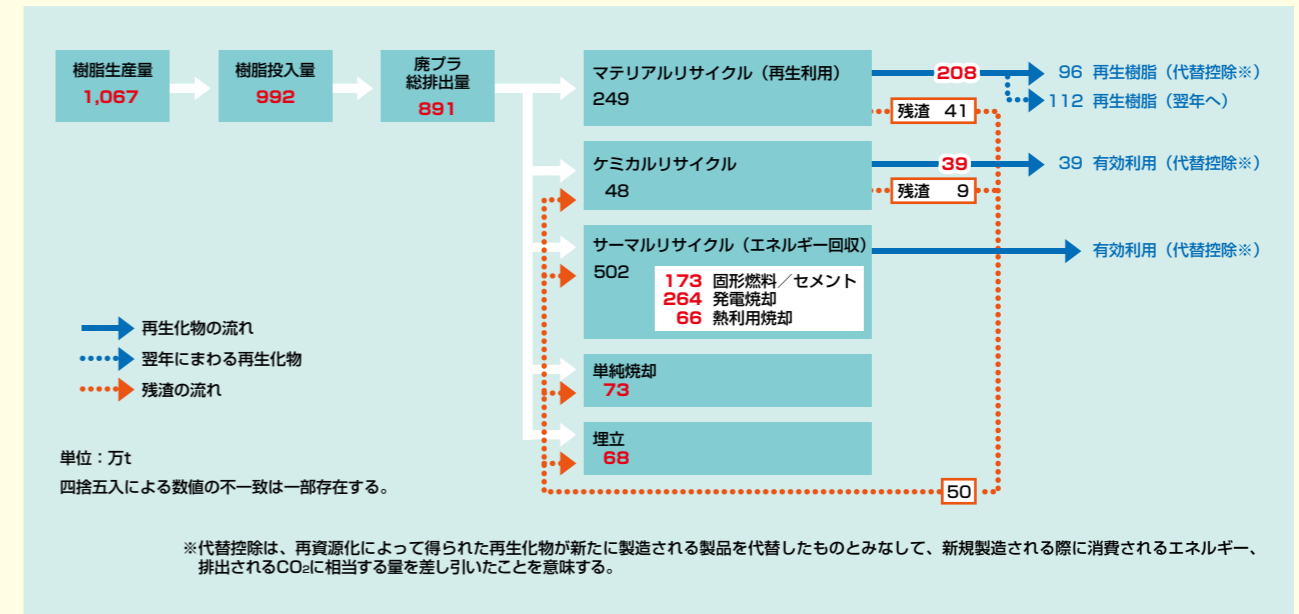 樹脂生産量
1,067
樹脂投入量
992
廃プラ
総排出量
891
マテリアルリサイクル（再生利用）
249
208
96 再生樹脂（代替控除※）
112 再生樹脂（翌年へ）
残渣 41
ケミカルリサイクル
48
39
39 有効利用（代替控除※）
残渣 9
サーマルリサイクル（エネルギー回収）
502
173 固形燃料／セメント
264 発電焼却
66 熱利用焼却
有効利用（代替控除※）
単純焼却
73
埋立
68
50
再生化物の流れ
翌年にまわる再生化物
残渣の流れ
単位：万t
四捨五入による数値の不一致は一部存在する。
※代替控除は、再資源化によって得られた再生化物が新たに製造される製品を代替したものとみなして、新規製造される際に消費されるエネルギー、
排出されるCO₂に相当する量を差し引いたことを意味する。